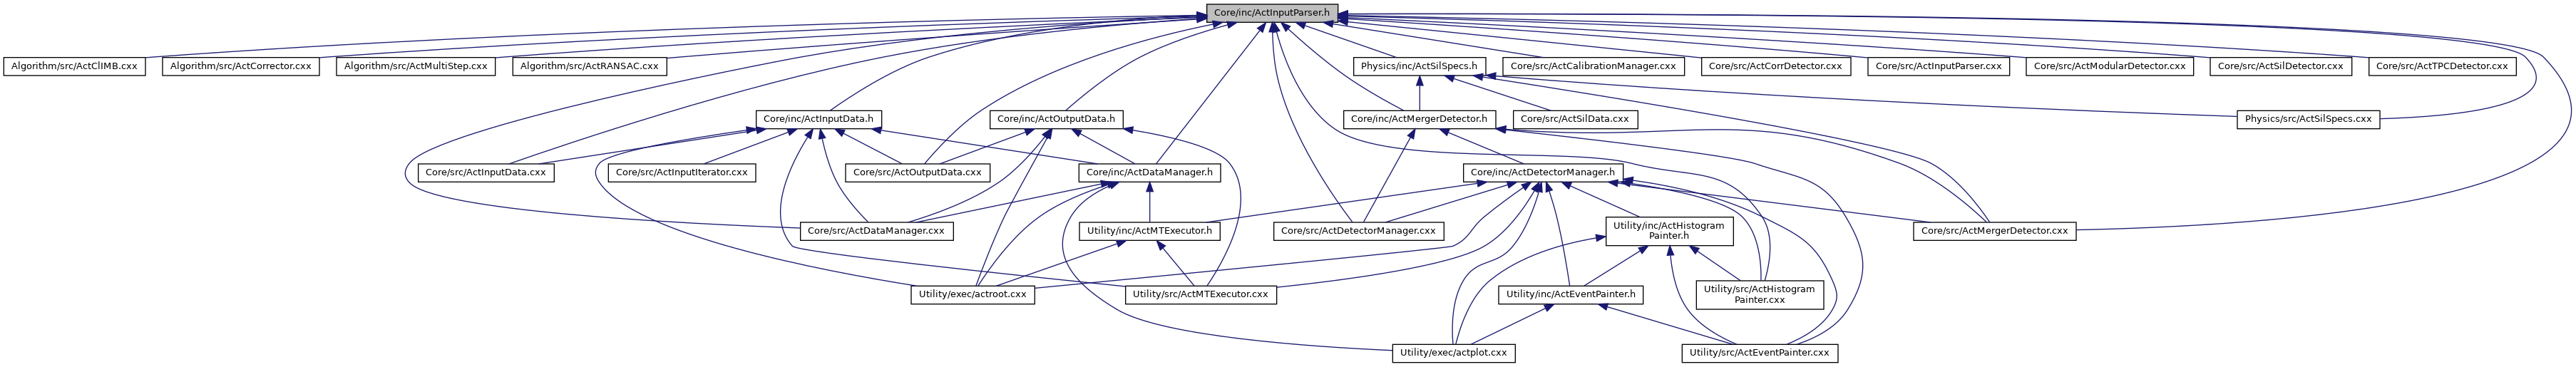 Core/inc/ActInputParser.h
Algorithm/src/ActClIMB.cxx
Algorithm/src/ActCorrector.cxx
Algorithm/src/ActMultiStep.cxx
Algorithm/src/ActRANSAC.cxx
Physics/inc/ActSilSpecs.h
Core/src/ActCalibrationManager.cxx
Core/src/ActCorrDetector.cxx
Core/src/ActInputParser.cxx
Core/src/ActModularDetector.cxx
Core/src/ActSilDetector.cxx
Core/src/ActTPCDetector.cxx
Core/inc/ActInputData.h
Core/inc/ActOutputData.h
Core/inc/ActMergerDetector.h
Core/src/ActSilData.cxx
Physics/src/ActSilSpecs.cxx
Core/src/ActInputData.cxx
Core/src/ActInputIterator.cxx
Core/src/ActOutputData.cxx
Core/inc/ActDataManager.h
Core/inc/ActDetectorManager.h
Core/src/ActDataManager.cxx
Utility/inc/ActMTExecutor.h
Core/src/ActDetectorManager.cxx
Utility/inc/ActHistogram
Painter.h
Core/src/ActMergerDetector.cxx
Utility/exec/actroot.cxx
Utility/src/ActMTExecutor.cxx
Utility/inc/ActEventPainter.h
Utility/src/ActHistogram
Painter.cxx
Utility/exec/actplot.cxx
Utility/src/ActEventPainter.cxx